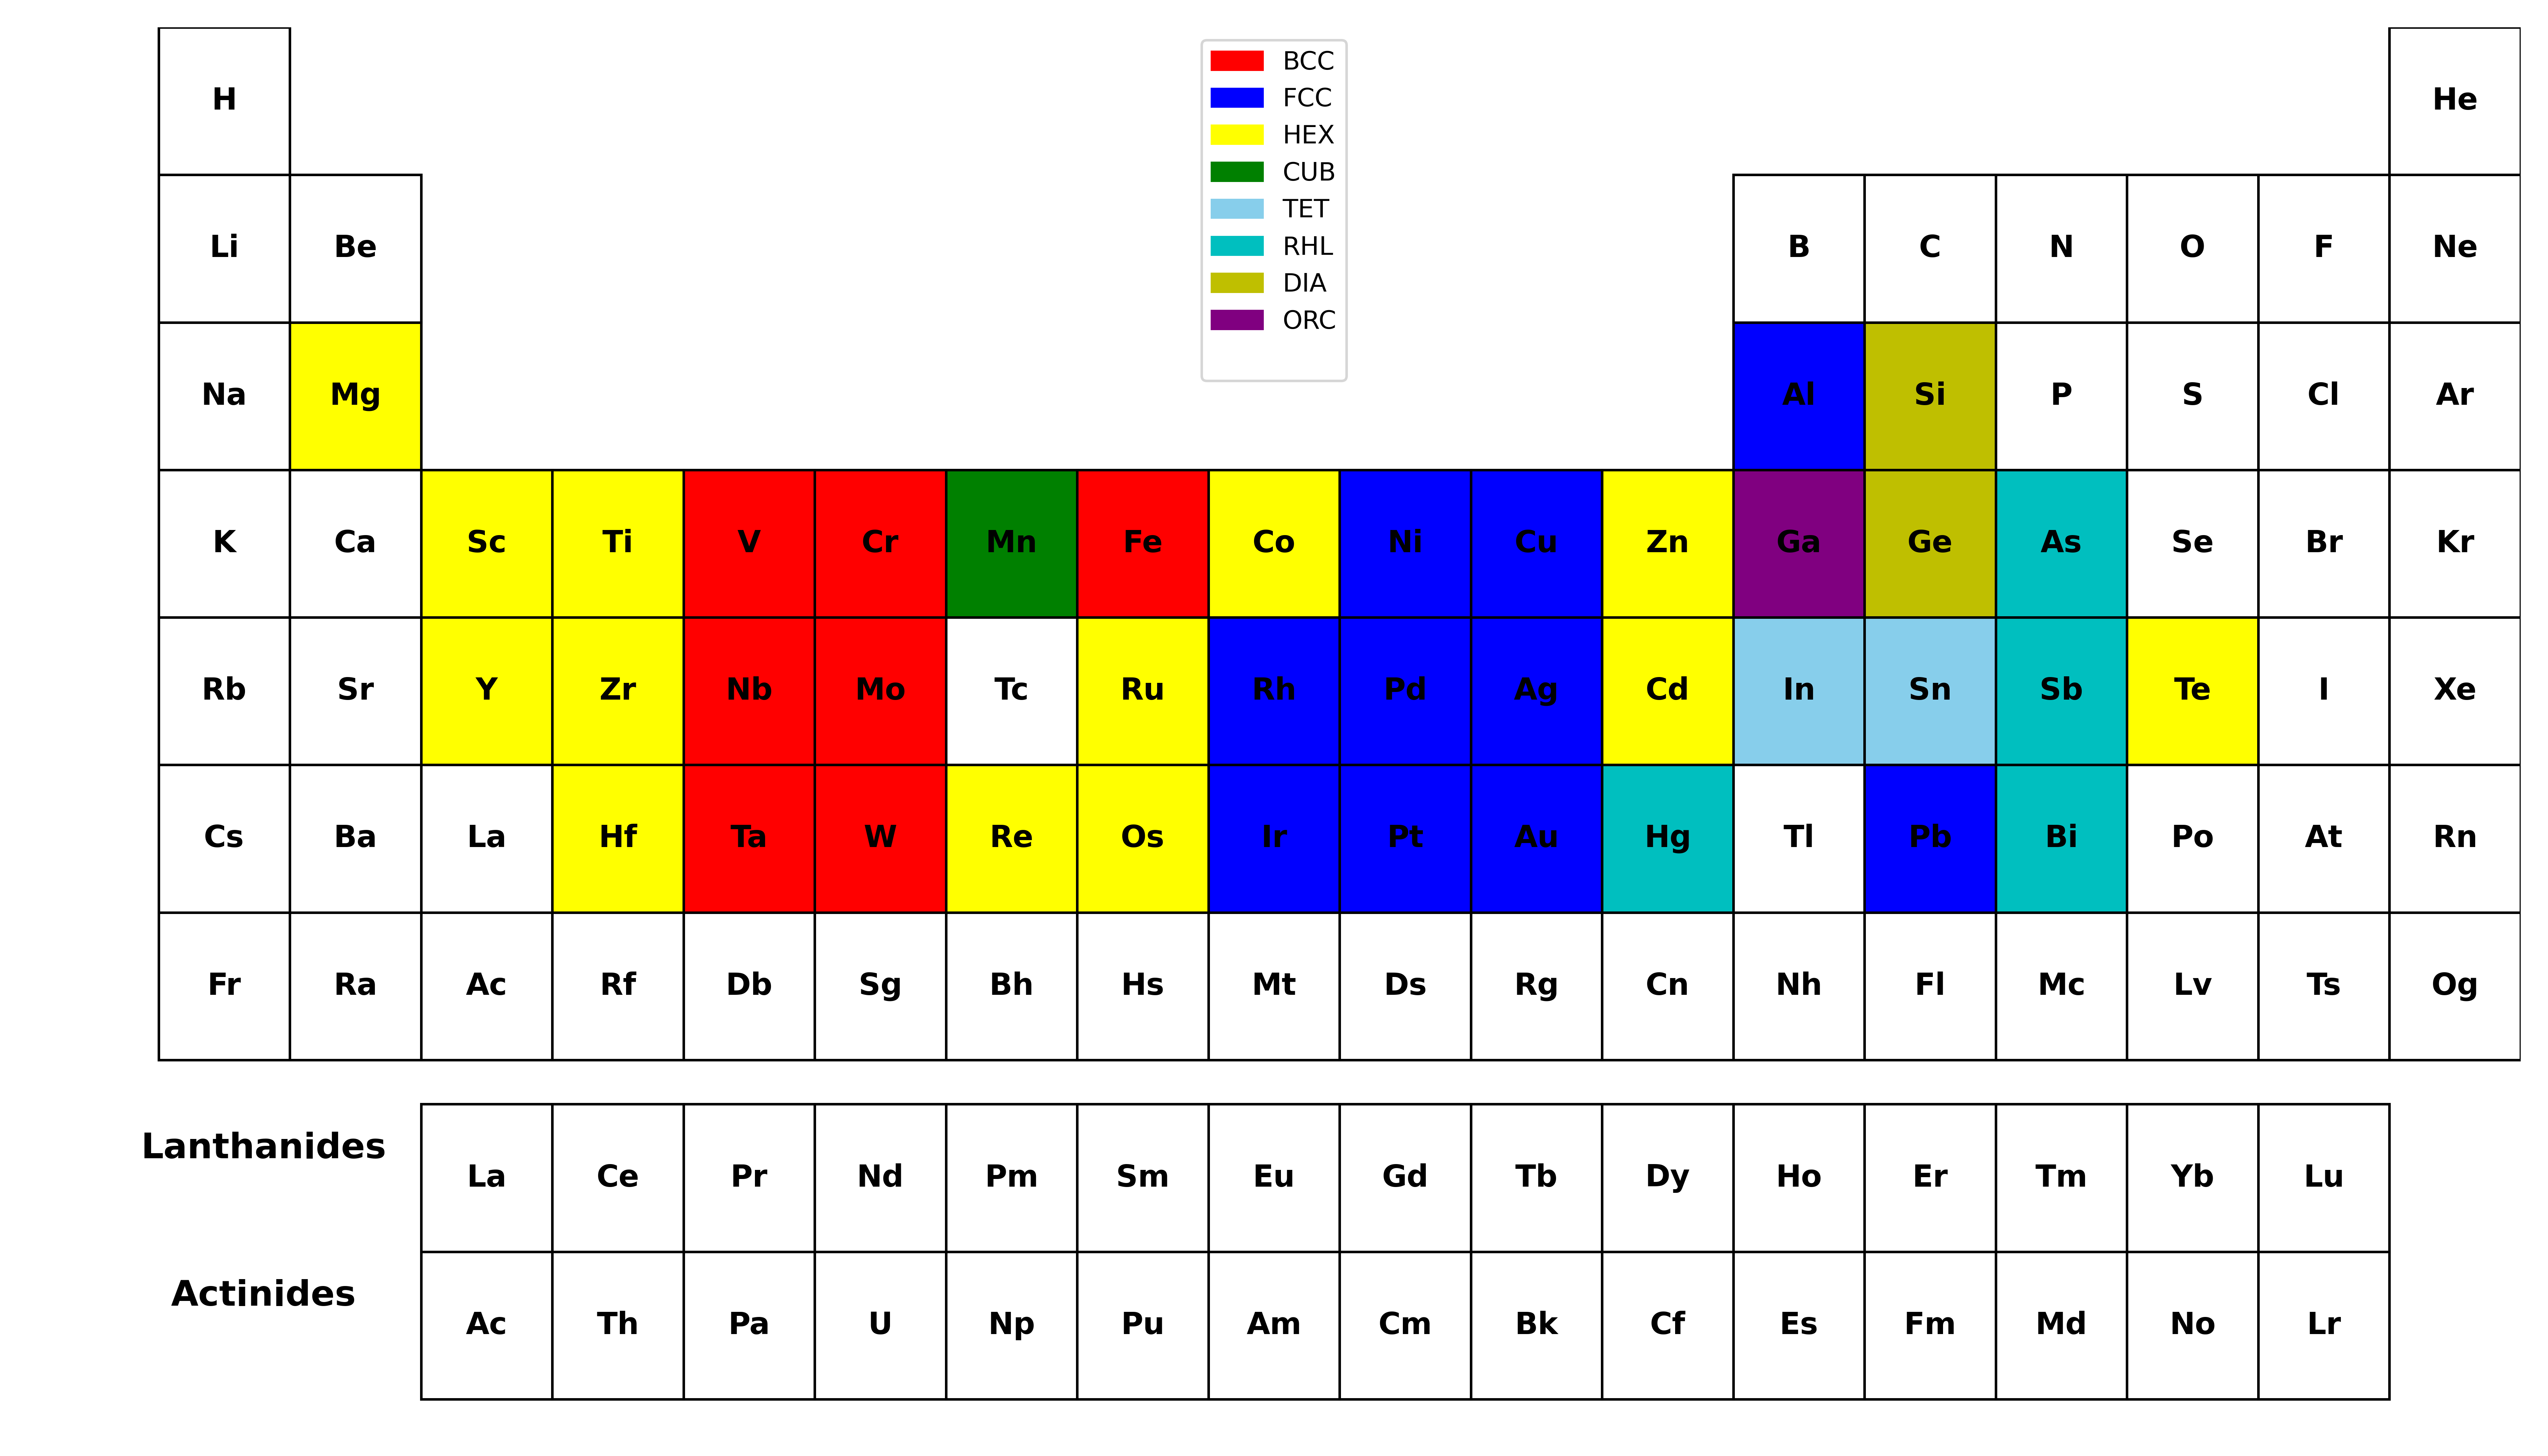 H He
BCC
FCC
HEX
CUB
TET
RHL
DIA
ORC
Li Be B C N O F Ne
Na Mg Al Si P S Cl Ar
K Ca Sc Ti V Cr Mn Fe Co Ni Cu Zn Ga Ge As Se Br Kr
Rb Sr Y Zr Nb Mo Tc Ru Rh Pd Ag Cd In Sn Sb Te I Xe
Cs Ba La Hf Ta W Re Os Ir Pt Au Hg Tl Pb Bi Po At Rn
Fr Ra Ac Rf Db Sg Bh Hs Mt Ds Rg Cn Nh Fl Mc Lv Ts Og
Lanthanides La Ce Pr Nd Pm Sm Eu Gd Tb Dy Ho Er Tm Yb Lu
Actinides Ac Th Pa U Np Pu Am Cm Bk Cf Es Fm Md No Lr